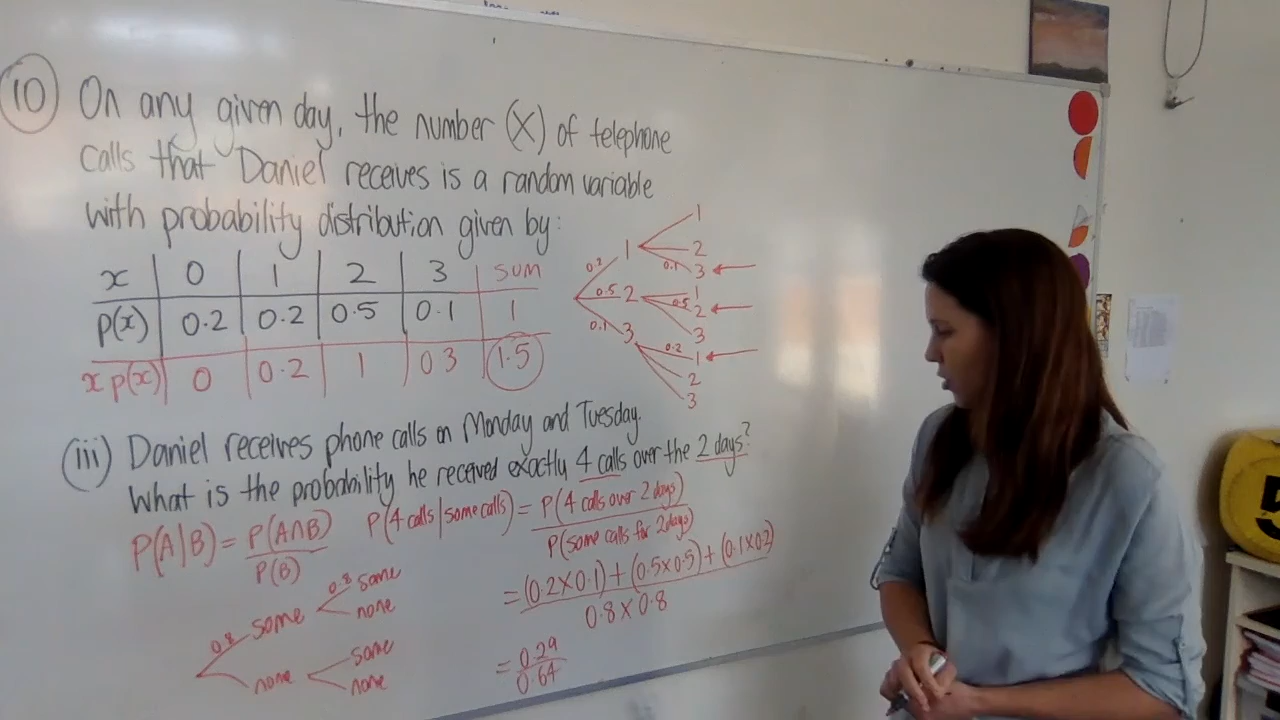 10 On any given day, the number (X) of telephone
calls that Daniel receives is a random variable
with probability distribution given by:
x 0 1 2 3 SUM
p(x) 0.2 0.2 0.5 0.1 1
x p(x) 0 0.2 1 0.3 1.5
0.2 1 1
2
0.1 3
0.5 2 1
0.5 2
3
0.1 3 0.2 1
2
3
(iii) Daniel receives phone calls on Monday and Tuesday.
What is the probability he received exactly 4 calls over the 2 days?
P(A|B) = P(A∩B) / P(B)
P(4 calls|some calls) = P(4 calls over 2 days) / P(some calls for 2 days)
= (0.2×0.1)+(0.5×0.5)+(0.1×0.2) / 0.8×0.8
= 0.29 / 0.64
0.8 some 0.8 some
none
none some
none